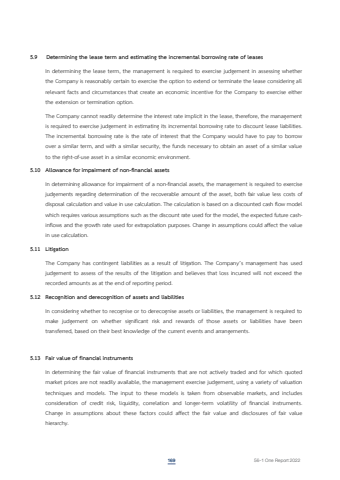 5.9 Determining the lease term and estimating the incremental borrowing rate of leases
In determining the lease term, the management is required to exercise judgement in assessing whether
the Company is reasonably certain to exercise the option to extend or terminate the lease considering all
relevant facts and circumstances that create an economic incentive for the Company to exercise either
the extension or termination option.
The Company cannot readily determine the interest rate implicit in the lease, therefore, the management
is required to exercise judgement in estimating its incremental borrowing rate to discount lease liabilities.
The incremental borrowing rate is the rate of interest that the Company would have to pay to borrow
over a similar term, and with a similar security, the funds necessary to obtain an asset of a similar value
to the right-of-use asset in a similar economic environment.
5.10 Allowance for impairment of non-financial assets
In determining allowance for impairment of a non-financial assets, the management is required to exercise
judgements regarding determination of the recoverable amount of the asset, both fair value less costs of
disposal calculation and value in use calculation. The calculation is based on a discounted cash flow model
which requires various assumptions such as the discount rate used for the model, the expected future cash-
inflows and the growth rate used for extrapolation purposes. Change in assumptions could affect the value
in use calculation.
5.11 Litigation
The Company has contingent liabilities as a result of litigation. The Company's management has used
judgement to assess of the results of the litigation and believes that loss incurred will not exceed the
recorded amounts as at the end of reporting period.
5.12 Recognition and derecognition of assets and liabilities
In considering whether to recognise or to derecognise assets or liabilities, the management is required to
make judgement on whether significant risk and rewards of those assets or liabilities have been
transferred, based on their best knowledge of the current events and arrangements.
5.13 Fair value of financial instruments
In determining the fair value of financial instruments that are not actively traded and for which quoted
market prices are not readily available, the management exercise judgement, using a variety of valuation
techniques and models. The input to these models is taken from observable markets, and includes
consideration of credit risk, liquidity, correlation and longer-term volatility of financial instruments.
Change in assumptions about these factors could affect the fair value and disclosures of fair value
hierarchy.
169
56-1 One-Report 2022